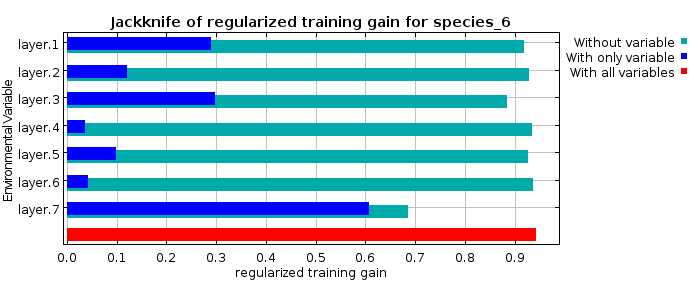 Jackknife of regularized training gain for species_6
Without variable
With only variable
With all variables
Environmental Variable
layer.1
layer.2
layer.3
layer.4
layer.5
layer.6
layer.7
0.0 0.1 0.2 0.3 0.4 0.5 0.6 0.7 0.8 0.9
regularized training gain